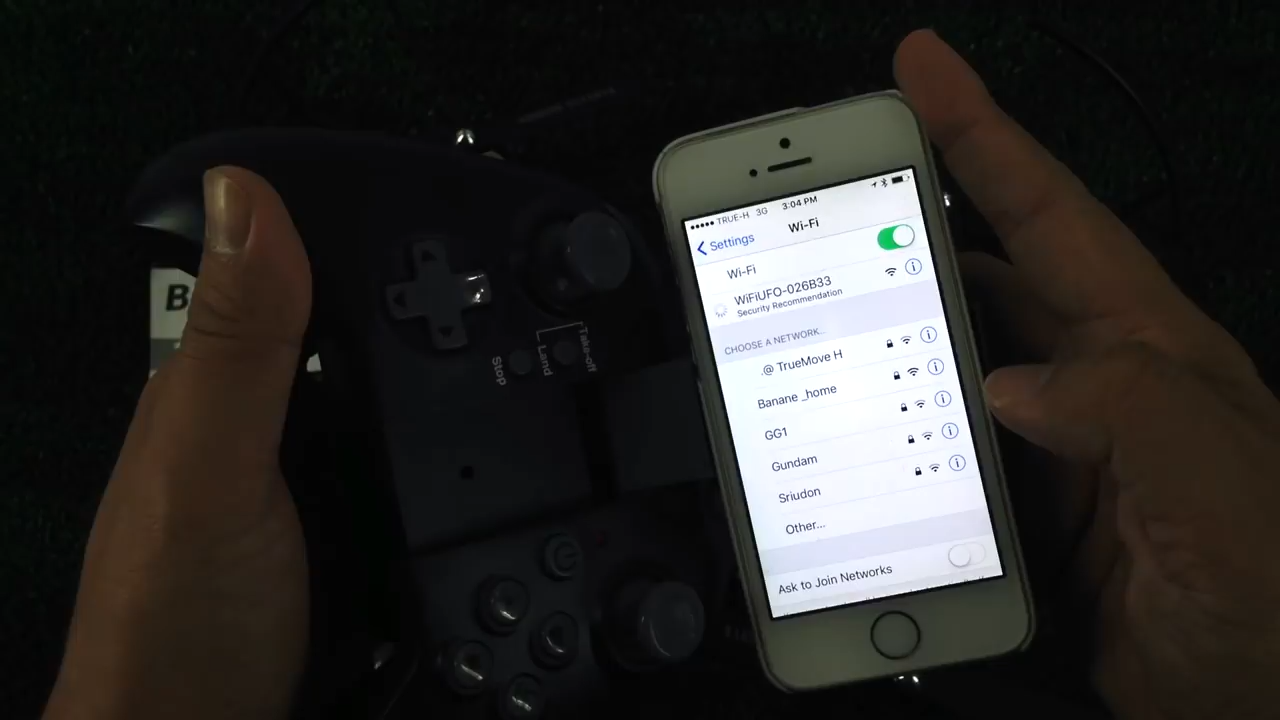 TRUE-H 3G 3:04 PM
Settings Wi-Fi
Wi-Fi
WiFiUFO-026B33
Security Recommendation
CHOOSE A NETWORK...
.@ TrueMove H
Banane _home
GG1
Gundam
Sriudon
Other...
Ask to Join Networks
Stop
Land
Take-off